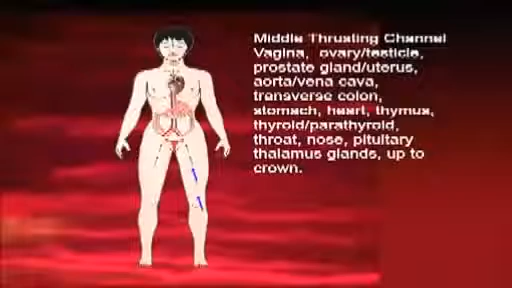 Middle Thrusting Channel
Vagina, ovary/testicle,
prostate gland/uterus,
aorta/vena cava,
transverse colon,
stomach, heart, thymus,
thyroid/parathyroid,
throat, nose, pituitary
thalamus glands, up to
crown.